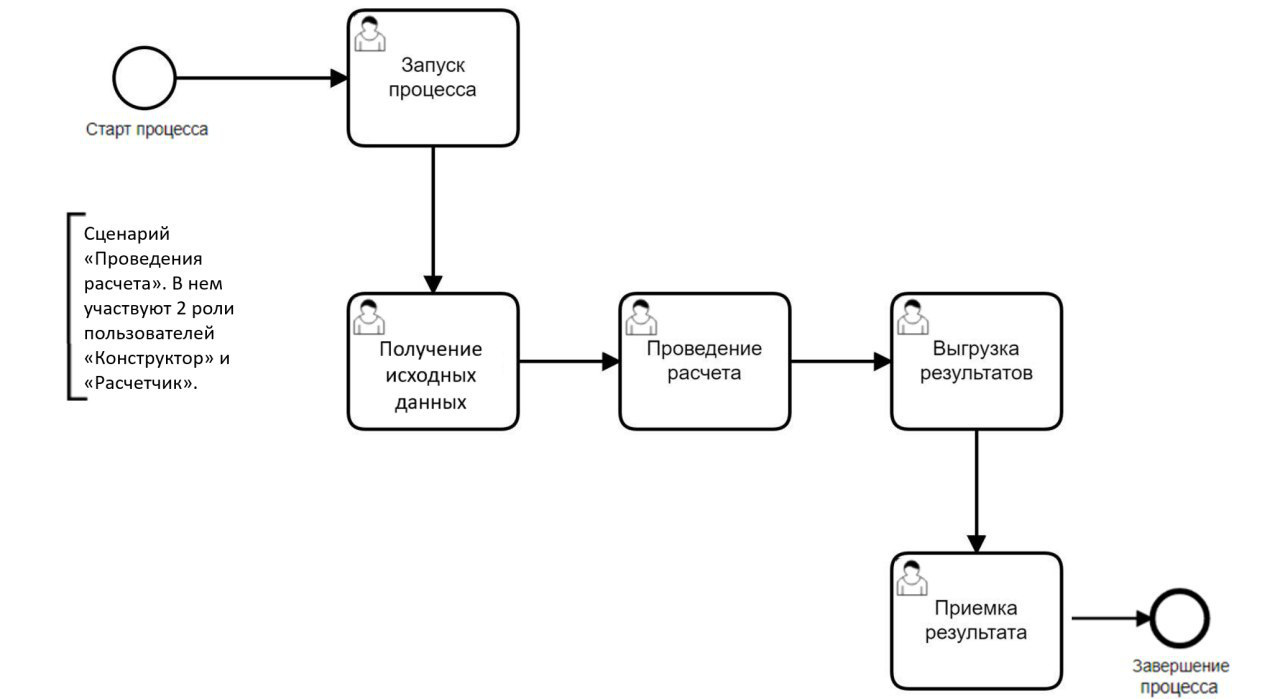 Запуск
процесса
Старт процесса
Сценарий
«Проведения
расчета». В нем
участвуют 2 роли
пользователей
«Конструктор» и
«Расчетчик».
Получение
исходных
данных
Проведение
расчета
Выгрузка
результатов
Приемка
результата
Завершение
процесса